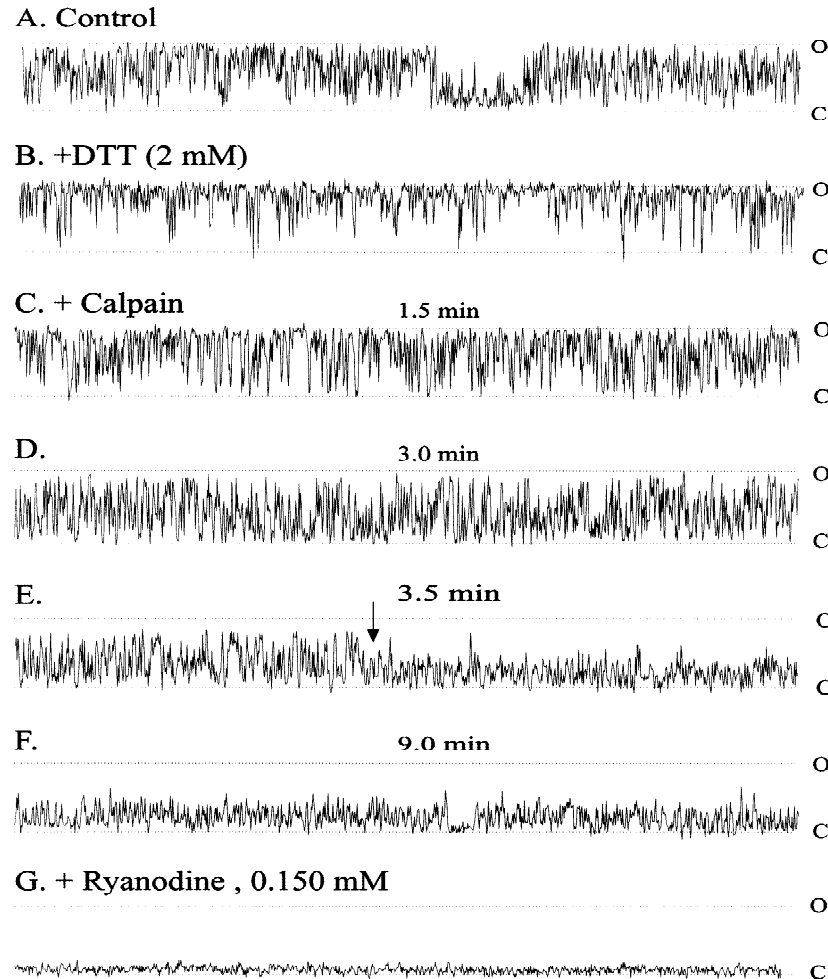 A. Control
O
C
B. +DTT (2 mM)
O
C
C. + Calpain 1.5 min
O
C
D. 3.0 min
O
C
E. 3.5 min
C
C
F. 9.0 min
O
C
G. + Ryanodine , 0.150 mM
O
C